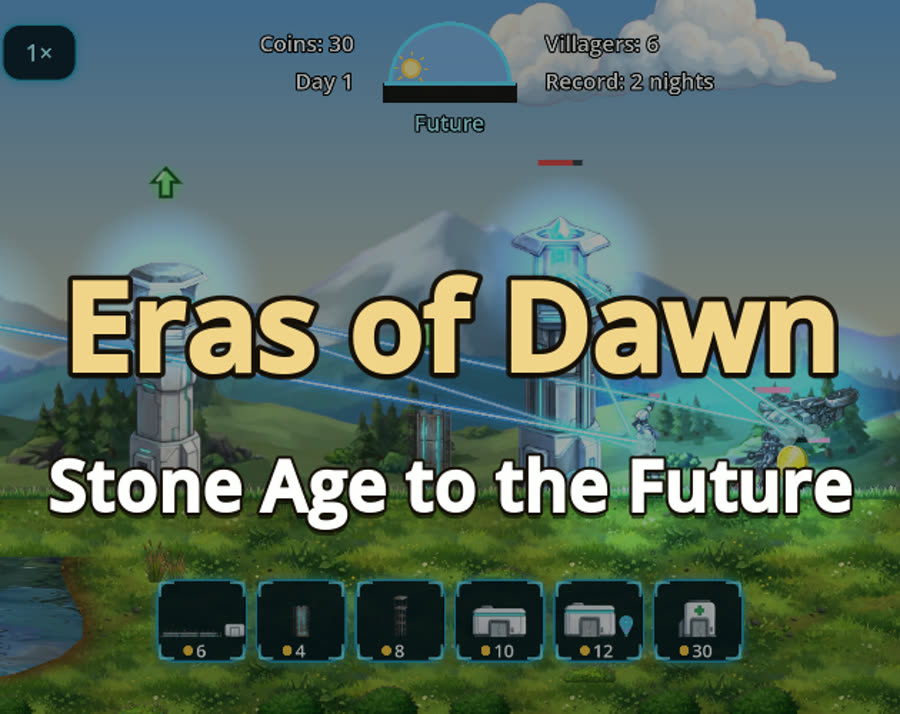 1×
Coins: 30
Villagers: 6
Day 1
Record: 2 nights
Future
Eras of Dawn
Stone Age to the Future
6
4
8
10
12
30